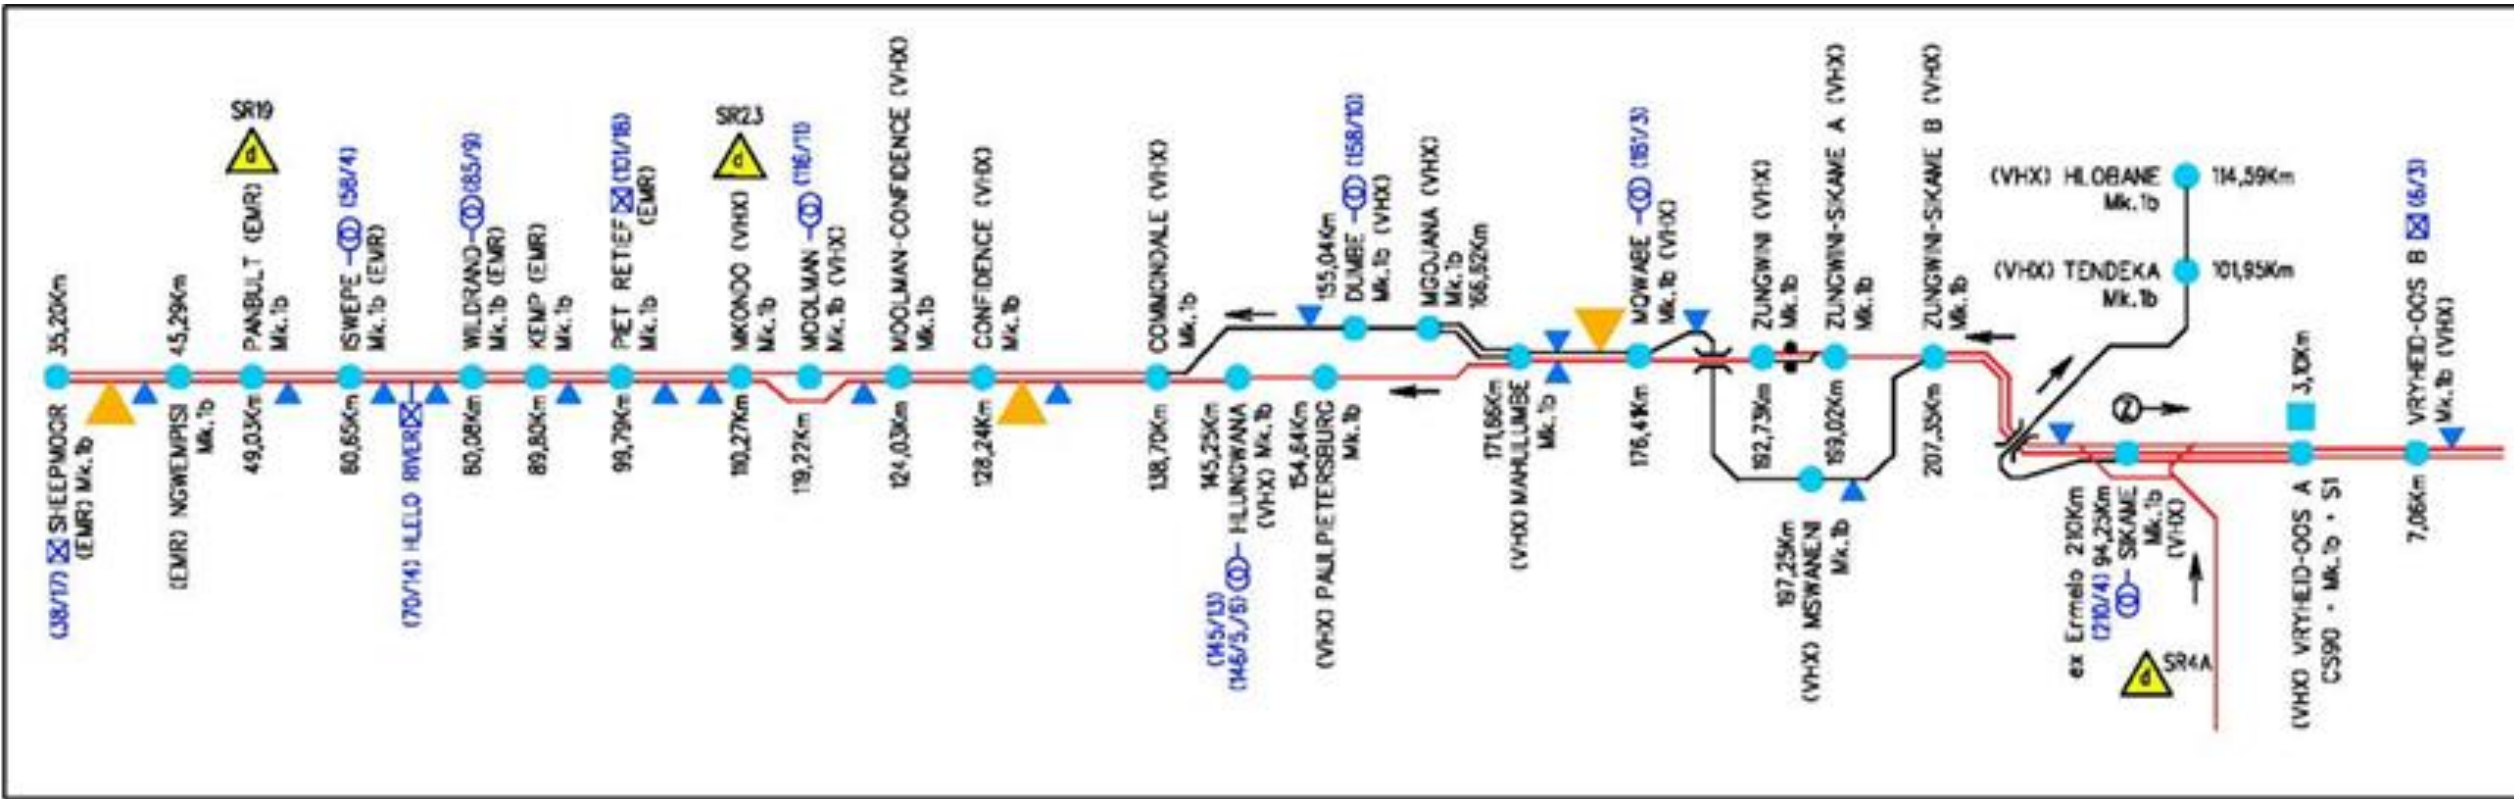 35,20Km
(38/17) SHEEPMOOR
(EMR) Mk.1b
45,29Km
(EMR) NGWEMPISI
Mk.1b
SR19
d
PANBULT (EMR)
Mk.1b
49,03Km
ISWEPE (58/4)
Mk.1b (EMR)
60,65Km
(70/14) HLELO RIVER
WILDRAND (85/9)
Mk.1b (EMR)
80,08Km
KEMP (EMR)
Mk.1b
89,80Km
PIET RETIEF (101/16)
Mk.1b (EMR)
99,79Km
SR23
d
MKONDO (VHX)
Mk.1b
110,27Km
MOOLMAN (116/11)
Mk.1b (VHX)
119,22Km
MOOLMAN-CONFIDENCE (VHX)
Mk.1b
124,03Km
CONFIDENCE (VHX)
Mk.1b
128,24Km
COMMONDALE (VHX)
Mk.1b
138,70Km
145,25Km
(145/13)
(146/5,/6) HLUNGWANA
(VHX) Mk.1b
154,64Km
(VHX) PAULPIETERSBURG
Mk.1b
155,04Km
DUMBE (158/10)
Mk.1b (VHX)
MGOJANA (VHX)
Mk.1b
166,62Km
171,66Km
(VHX) MAHLUMBE
Mk.1b
MQWABE (181/3)
Mk.1b (VHX)
176,41Km
ZUNGWINI (VHX)
Mk.1b
192,73Km
ZUNGWINI-SIKAME A (VHX)
Mk.1b
199,02Km
197,25Km
(VHX) MSWANENI
Mk.1b
ZUNGWINI-SIKAME B (VHX)
Mk.1b
207,35Km
(VHX) HLOBANE
Mk.1b
114,59Km
(VHX) TENDEKA
Mk.1b
101,95Km
Z
ex Ermelo 210Km
(210/4) 94,25Km
SIKAME
Mk.1b
(VHX)
d
SR4A
3,10Km
(VHX) VRYHEID-OOS A
CS90 + Mk.1b + S1
VRYHEID-OOS B (6/3)
Mk.1b (VHX)
7,06Km